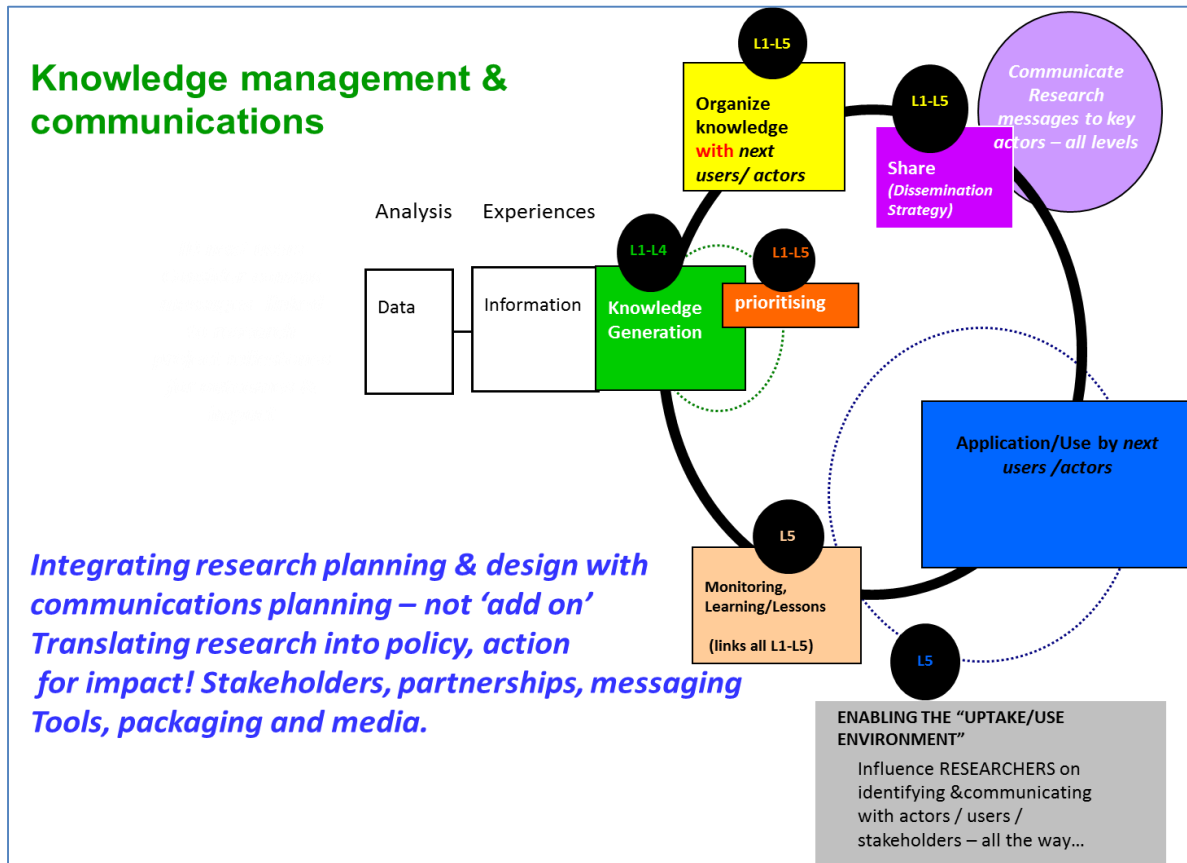 Knowledge management &
communications
L1-L5
Organize
knowledge
with next
users/ actors
L1-L5
Share
(Dissemination
Strategy)
Communicate
Research
messages to key
actors – all levels
Analysis
Experiences
Data
Information
L1-L4
Knowledge
Generation
L1-L5
prioritising
Application/Use by next
users /actors
L5
Monitoring,
Learning/Lessons
(links all L1-L5)
L5
Integrating research planning & design with
communications planning – not ‘add on’
Translating research into policy, action
for impact! Stakeholders, partnerships, messaging
Tools, packaging and media.
ENABLING THE “UPTAKE/USE
ENVIRONMENT”
Influence RESEARCHERS on
identifying &communicating
with actors / users /
stakeholders – all the way…